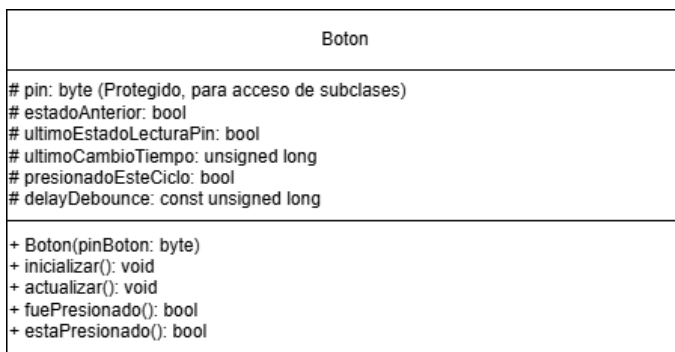 Boton
# pin: byte (Protegido, para acceso de subclases)
# estadoAnterior: bool
# ultimoEstadoLecturaPin: bool
# ultimoCambioTiempo: unsigned long
# presionadoEsteCiclo: bool
# delayDebounce: const unsigned long
+ Boton(pinBoton: byte)
+ inicializar(): void
+ actualizar(): void
+ fuePresionado(): bool
+ estaPresionado(): bool